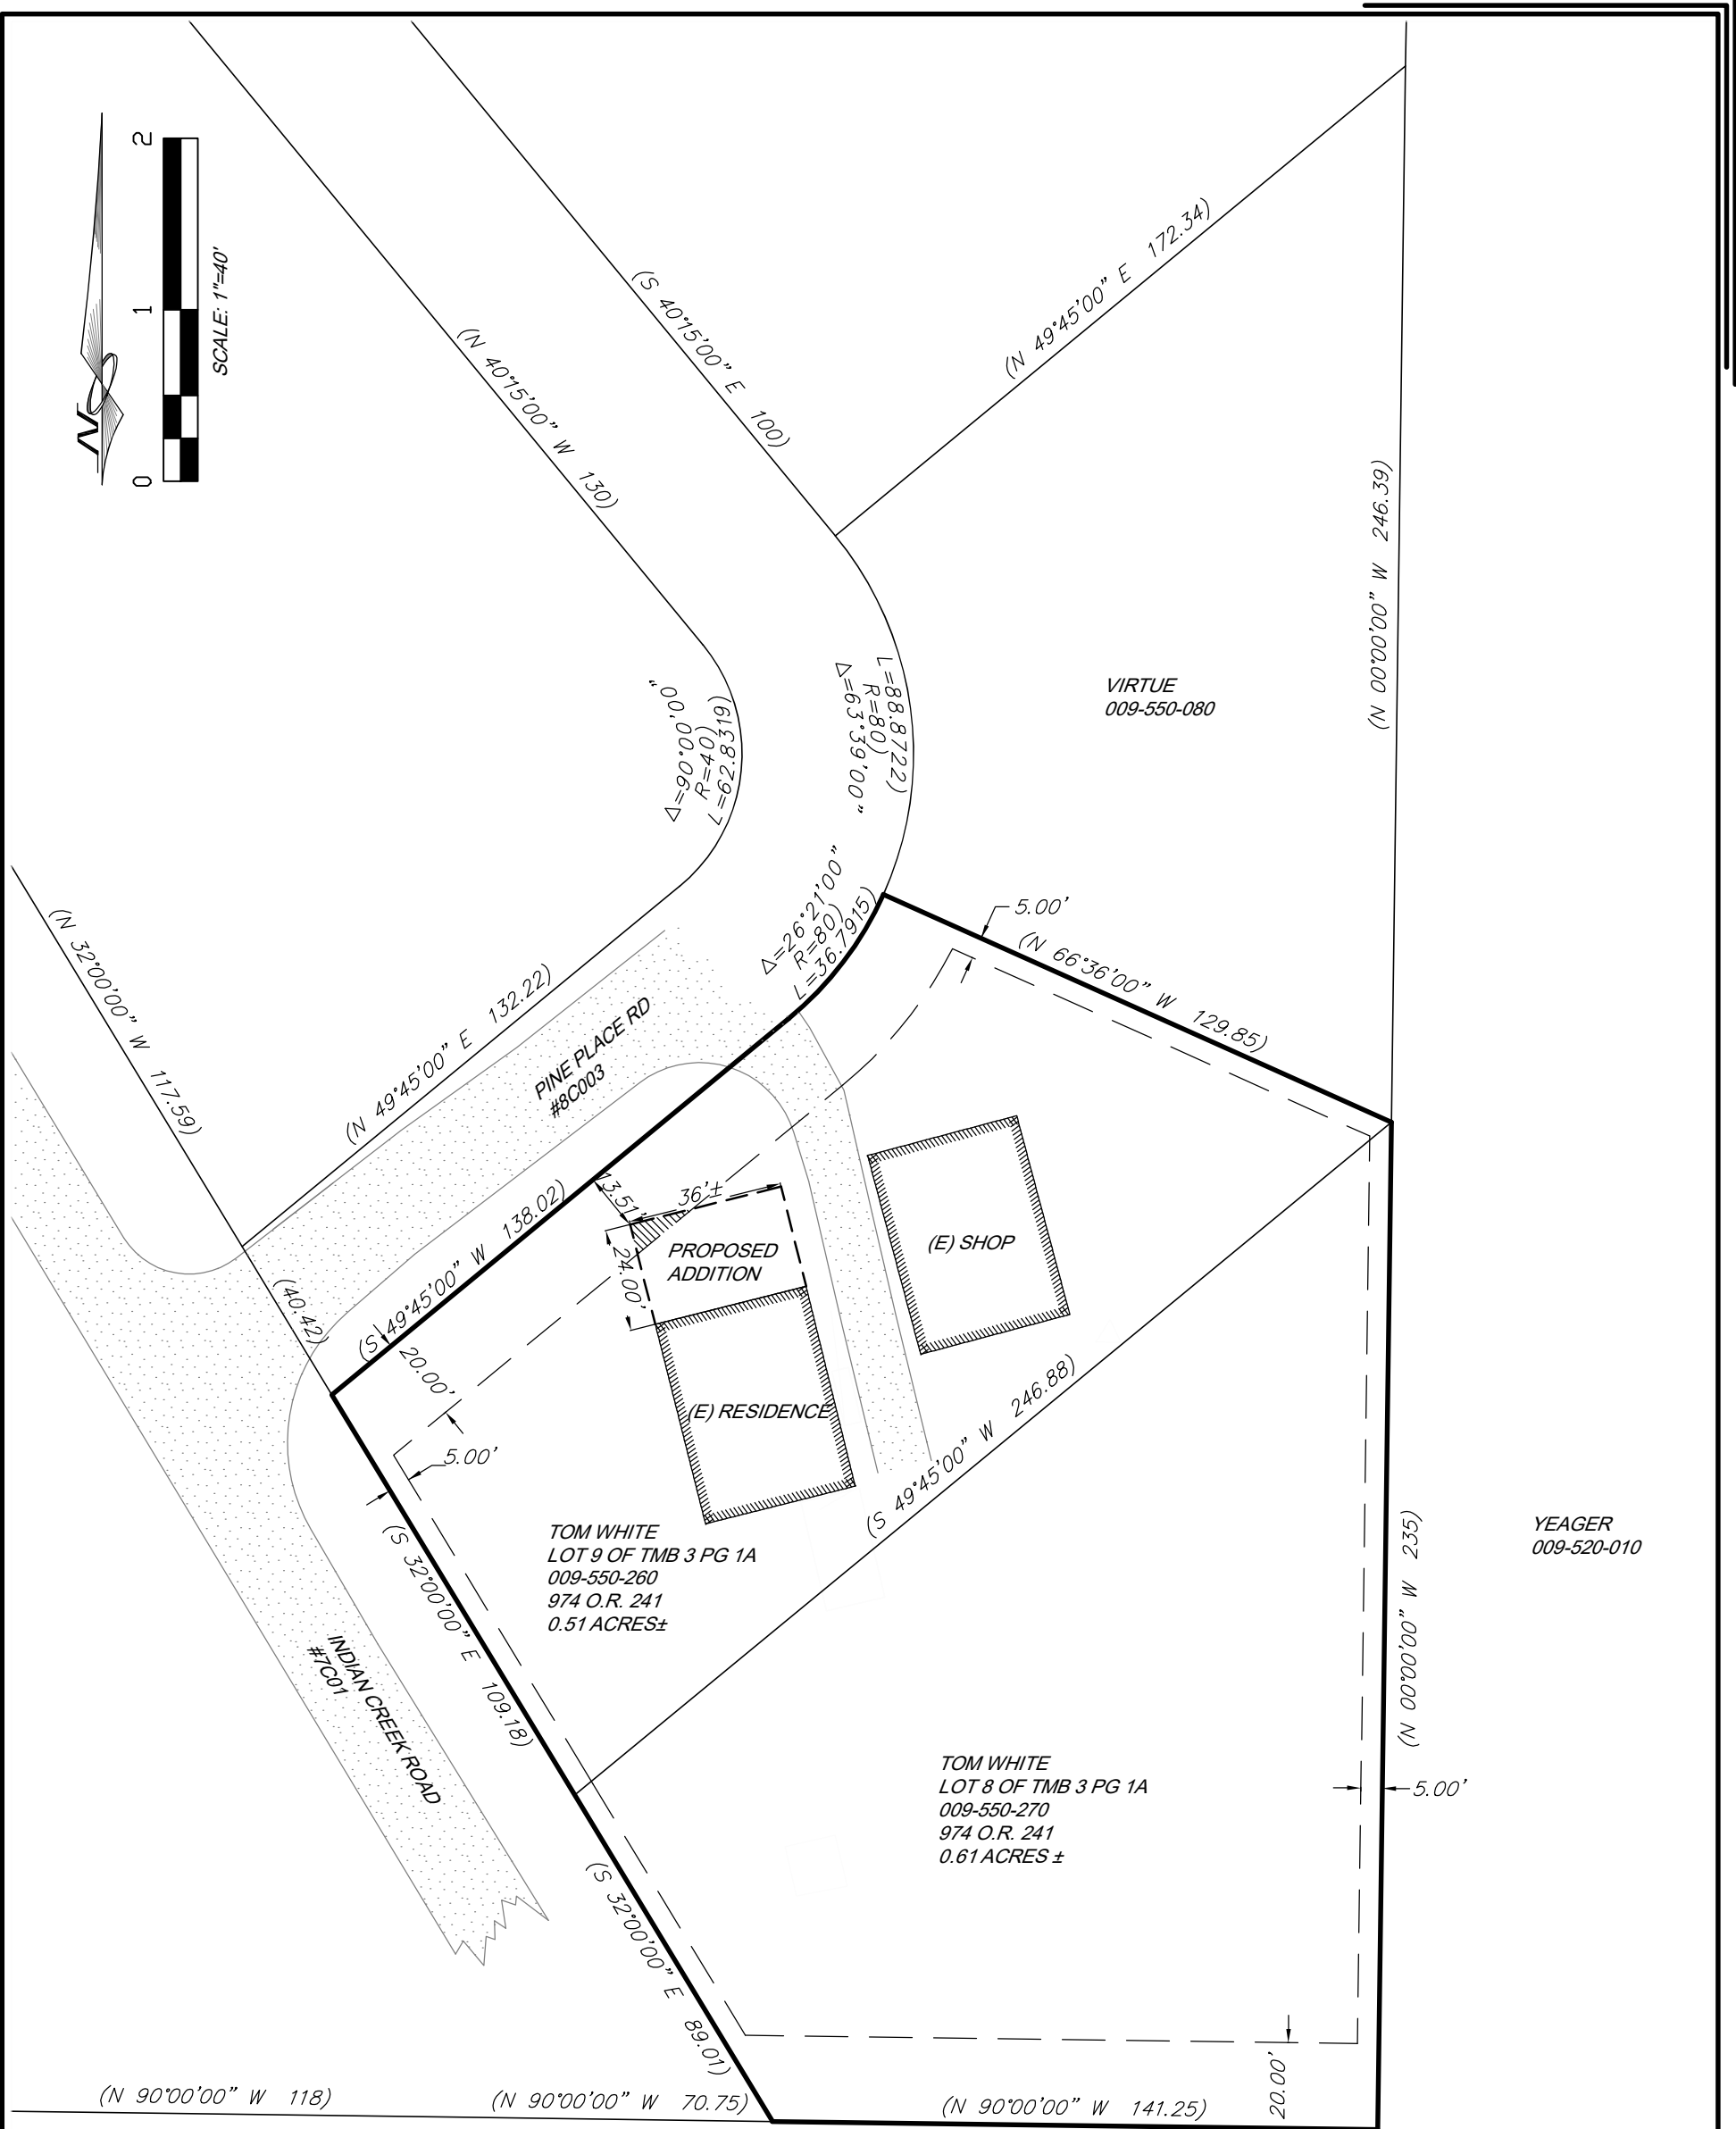 N
2
1
0
SCALE: 1"=40'
(N 40°15'00" W 130)
(S 40°15'00" E 100)
(N 49°45'00" E 172.34)
(N 00°00'00" W 246.39)
Δ=90°00'00"
R=40)
L=62.8319)
L=88.8722)
R=80)
Δ=63°39'00"
VIRTUE
009-550-080
Δ=26°21'00"
R=80)
L=36.7915)
5.00'
(N 66°36'00" W 129.85)
(N 32°00'00" W 117.59)
(N 49°45'00" E 132.22)
PINE PLACE RD
#8C003
(S 49°45'00" W 138.02)
13.51'
36'±
24.00'
PROPOSED
ADDITION
(E) SHOP
(E) RESIDENCE
(40.42)
20.00'
5.00'
(S 49°45'00" W 246.88)
TOM WHITE
LOT 9 OF TMB 3 PG 1A
009-550-260
974 O.R. 241
0.51 ACRES±
(S 32°00'00" E 109.18)
INDIAN CREEK ROAD
#7C01
YEAGER
009-520-010
(N 00°00'00" W 235)
TOM WHITE
LOT 8 OF TMB 3 PG 1A
009-550-270
974 O.R. 241
0.61 ACRES ±
5.00'
(S 32°00'00" E 89.01)
20.00'
(N 90°00'00" W 118)
(N 90°00'00" W 70.75)
(N 90°00'00" W 141.25)